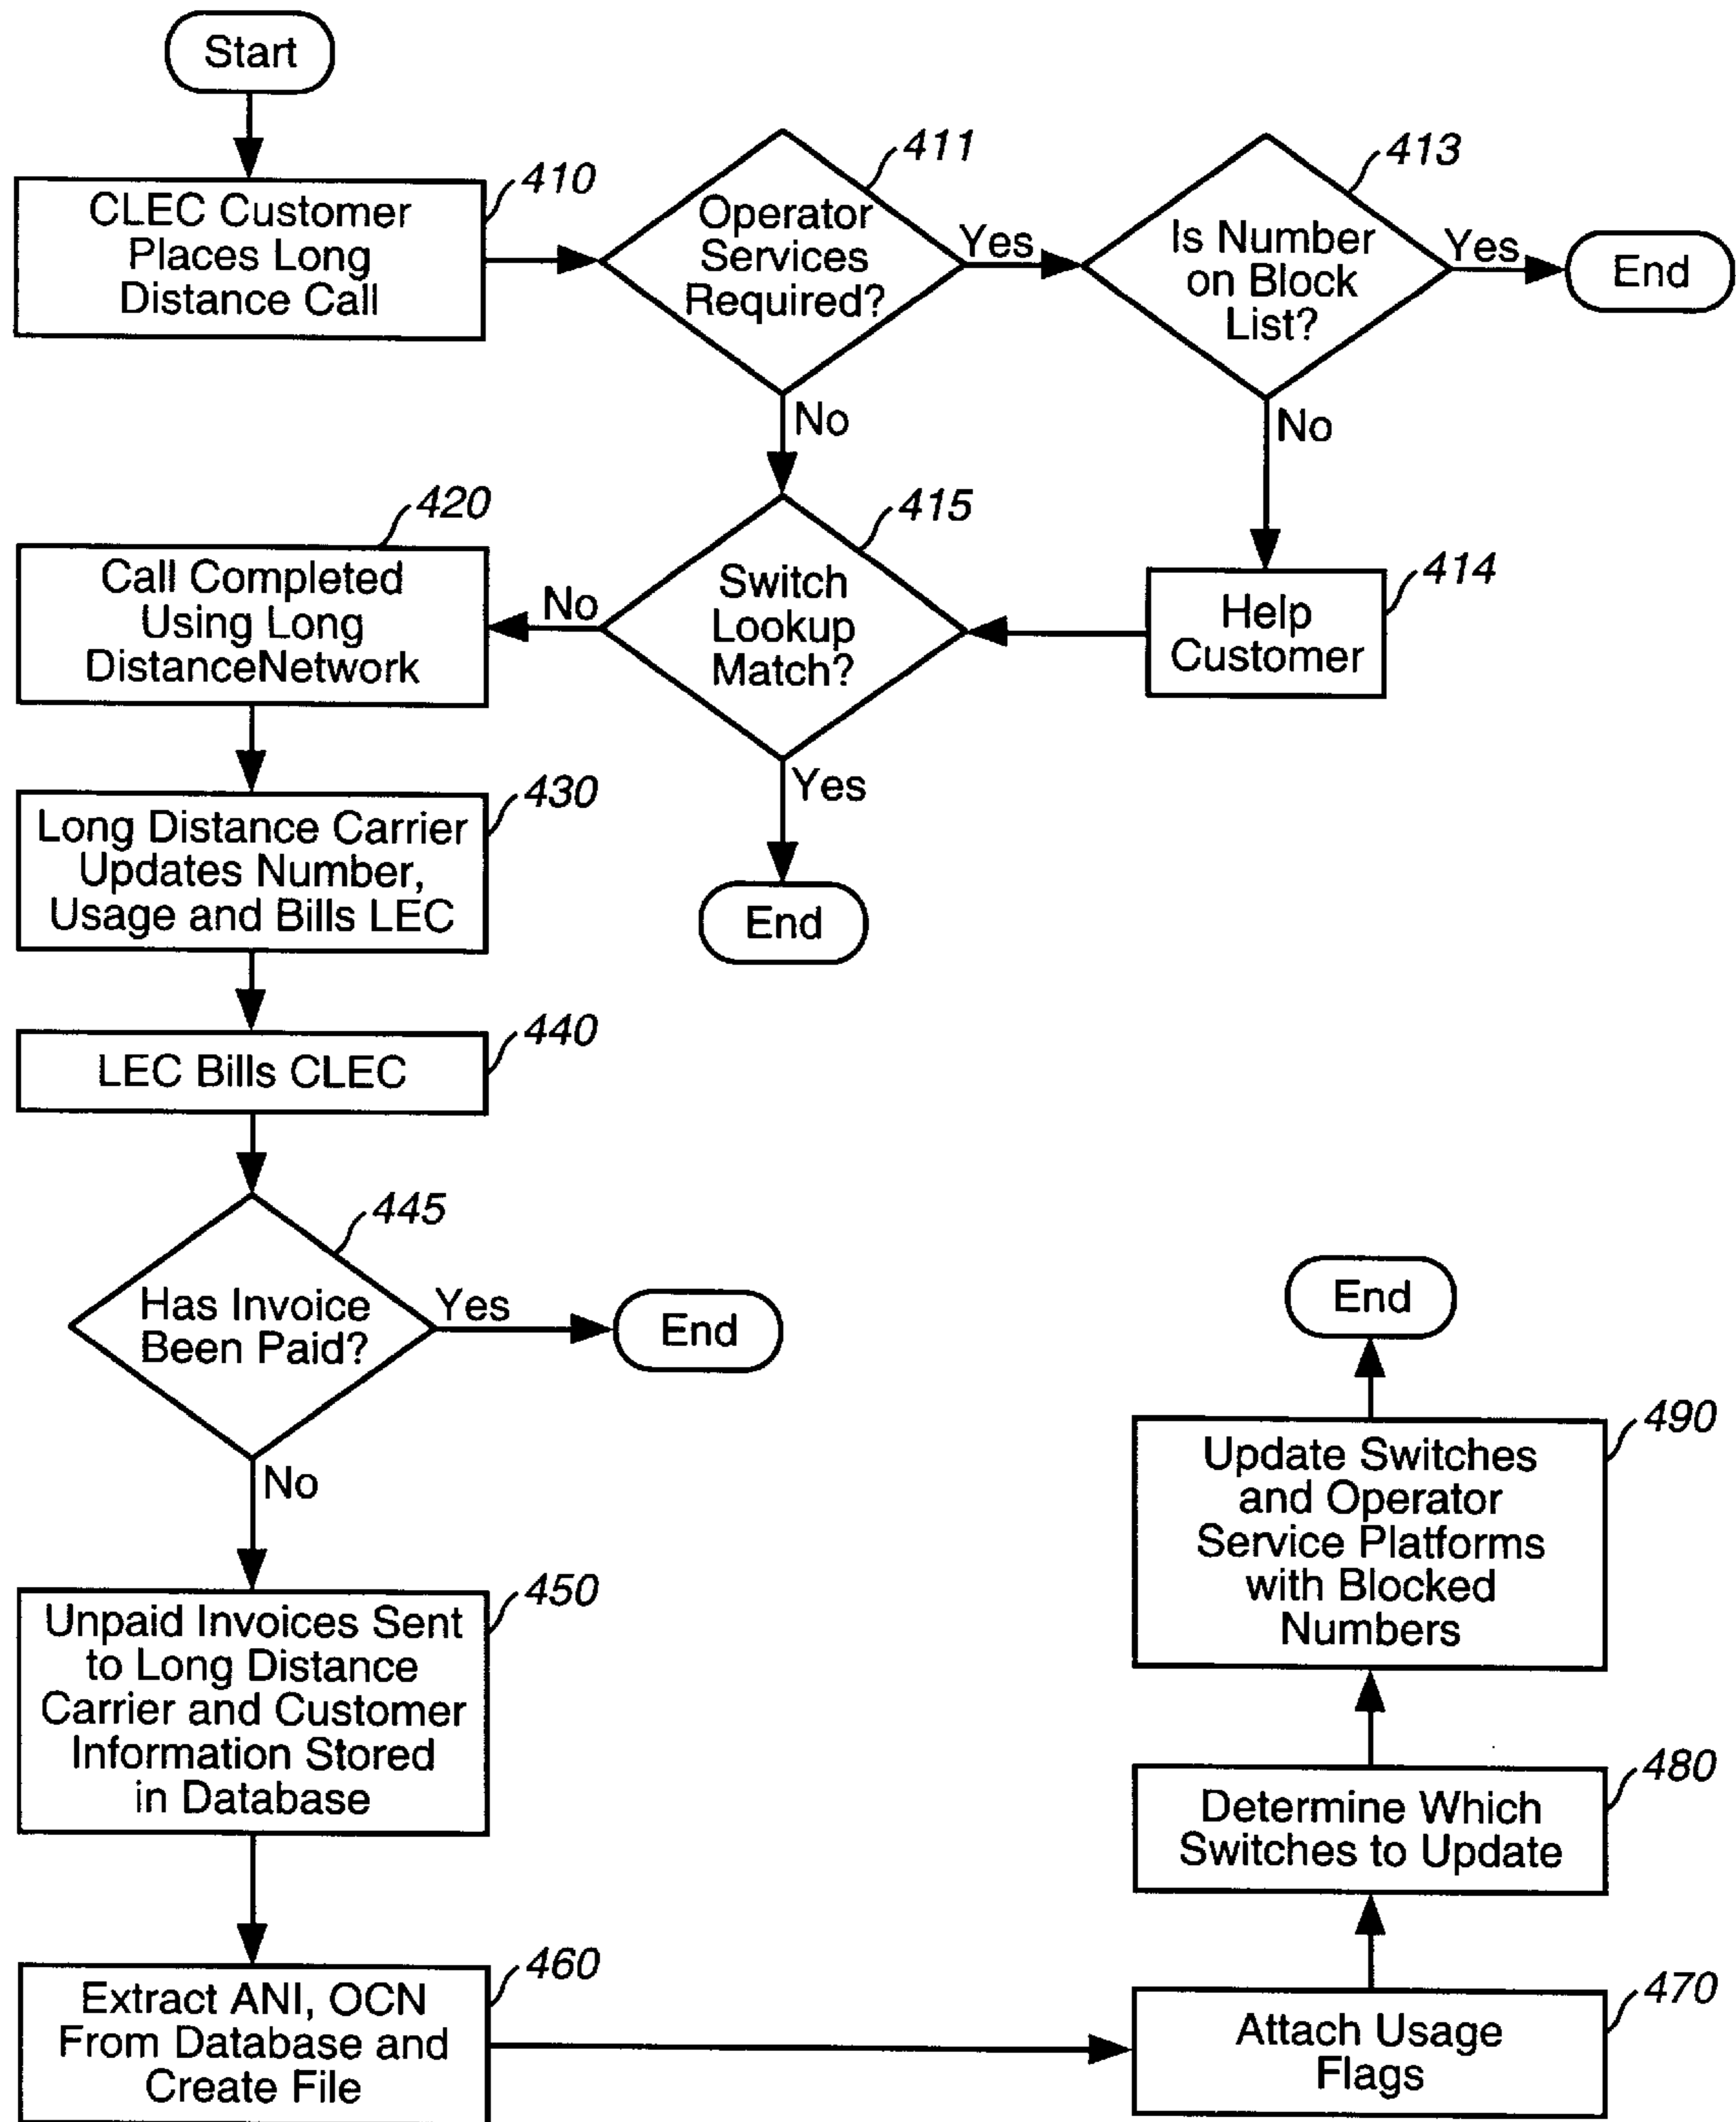 Start
410
CLEC Customer
Places Long
Distance Call
411
Operator
Services
Required?
Yes
No
413
Is Number
on Block
List?
Yes
End
No
414
Help
Customer
415
Switch
Lookup
Match?
No
Yes
End
420
Call Completed
Using Long
DistanceNetwork
430
Long Distance Carrier
Updates Number,
Usage and Bills LEC
440
LEC Bills CLEC
445
Has Invoice
Been Paid?
Yes
End
No
450
Unpaid Invoices Sent
to Long Distance
Carrier and Customer
Information Stored
in Database
460
Extract ANI, OCN
From Database and
Create File
470
Attach Usage
Flags
480
Determine Which
Switches to Update
490
Update Switches
and Operator
Service Platforms
with Blocked
Numbers
End